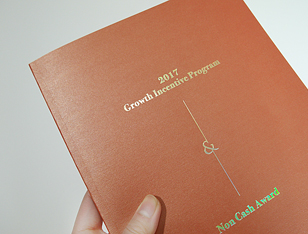 2017
Growth Incentive Program
&
Non Cash Award